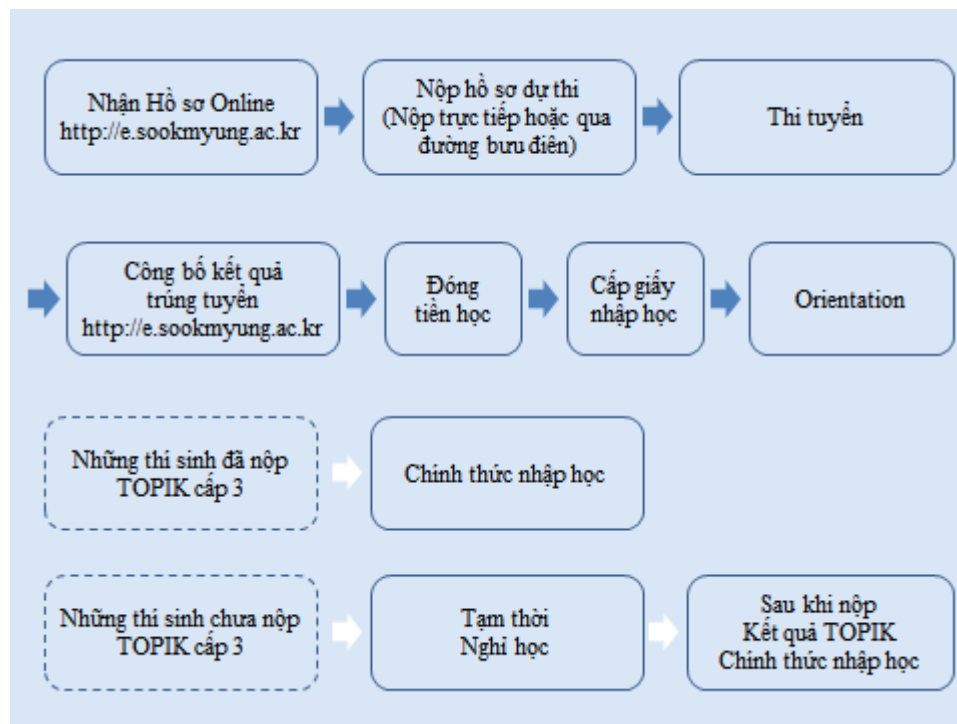 Nhận Hồ sơ Online
http://e.sookmyung.ac.kr
Nộp hồ sơ dự thi
(Nộp trực tiếp hoặc qua
đường bưu điên)
Thi tuyển
Công bố kết quả
trúng tuyển
http://e.sookmyung.ac.kr
Đóng
tiền học
Cấp giấy
nhập học
Orientation
Những thí sinh đã nộp
TOPIK cấp 3
Chính thức nhập học
Những thí sinh chưa nộp
TOPIK cấp 3
Tạm thời
Nghỉ học
Sau khi nộp
Kết quả TOPIK
Chính thức nhập học